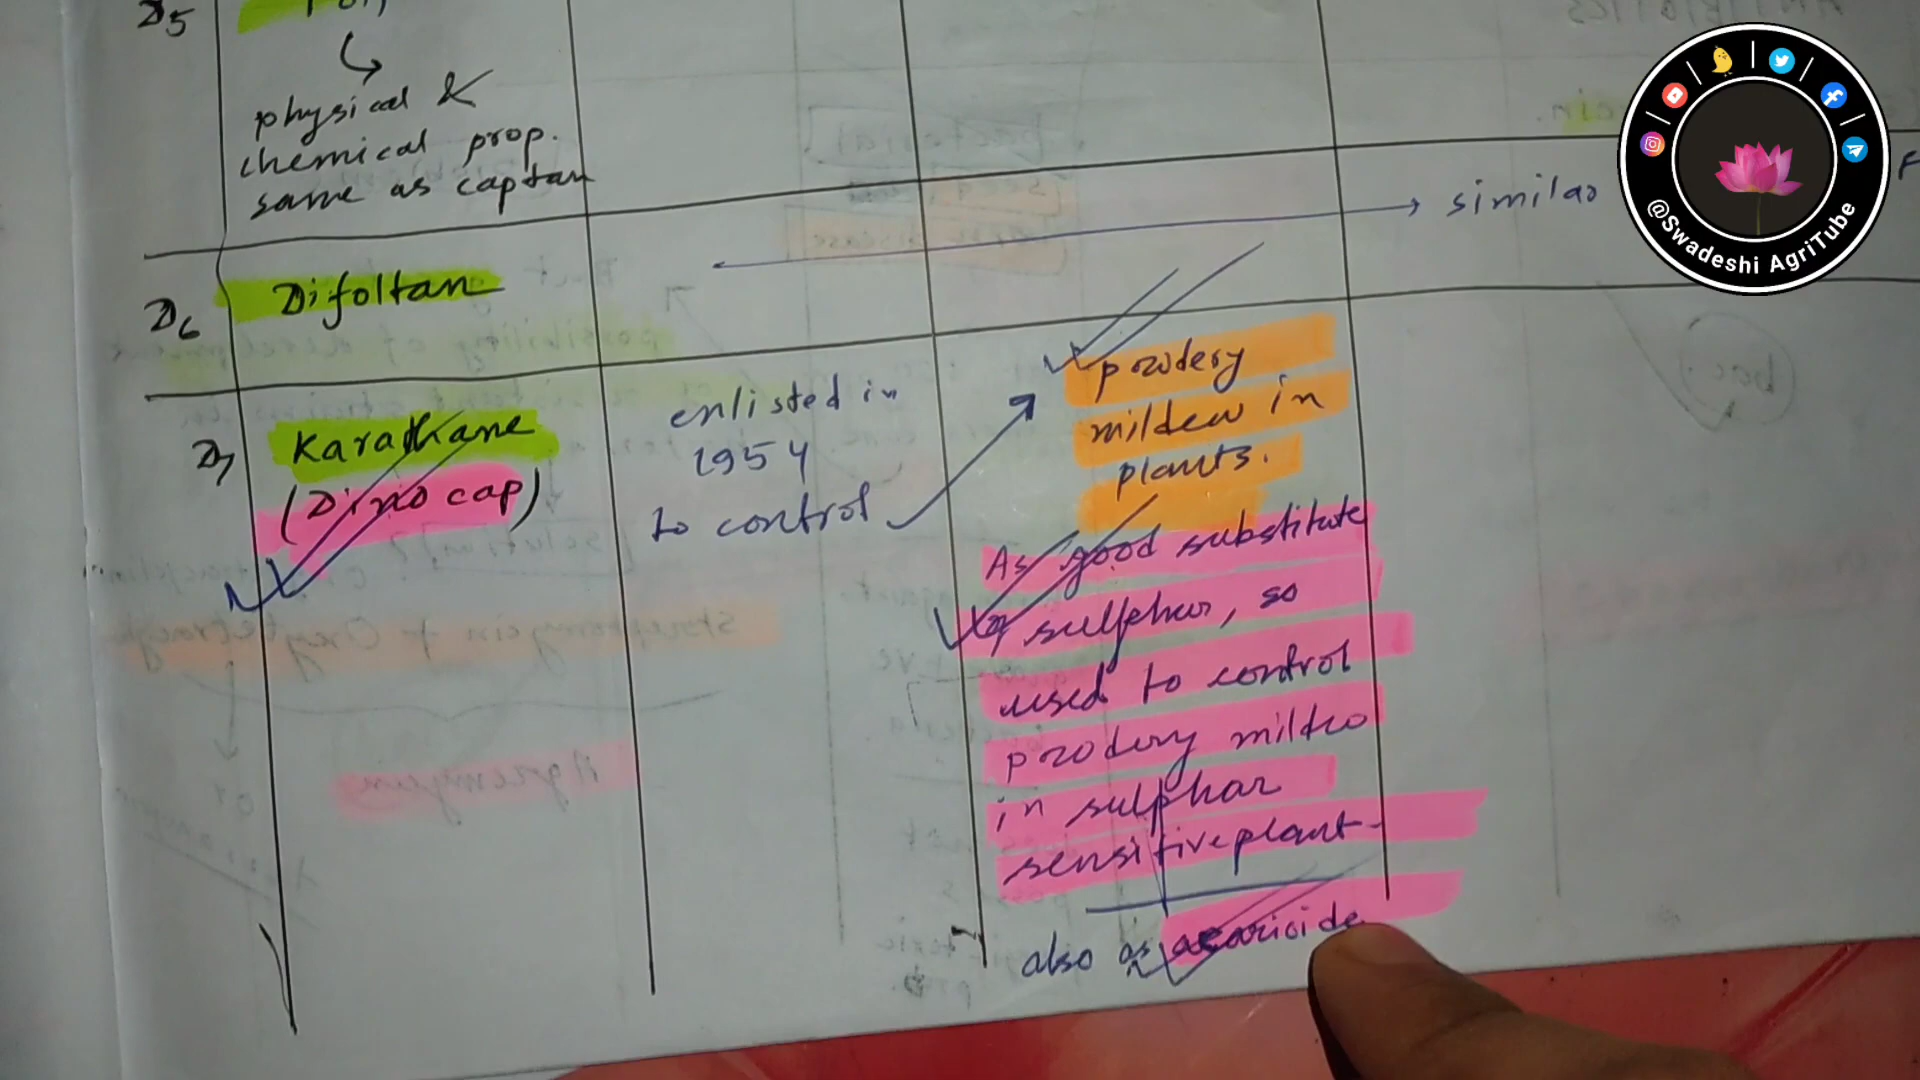 D5
physical &
chemical prop.
same as captan
similar
D6
Difoltan
D7
Karathane
(Dinocap)
enlisted in
1954
to control
powdery
mildew in
plants.
As good substitute
of sulphur, so
used to control
powdery mildew
in sulphar
sensitive plant-
also as acaricide
@Swadeshi AgriTube